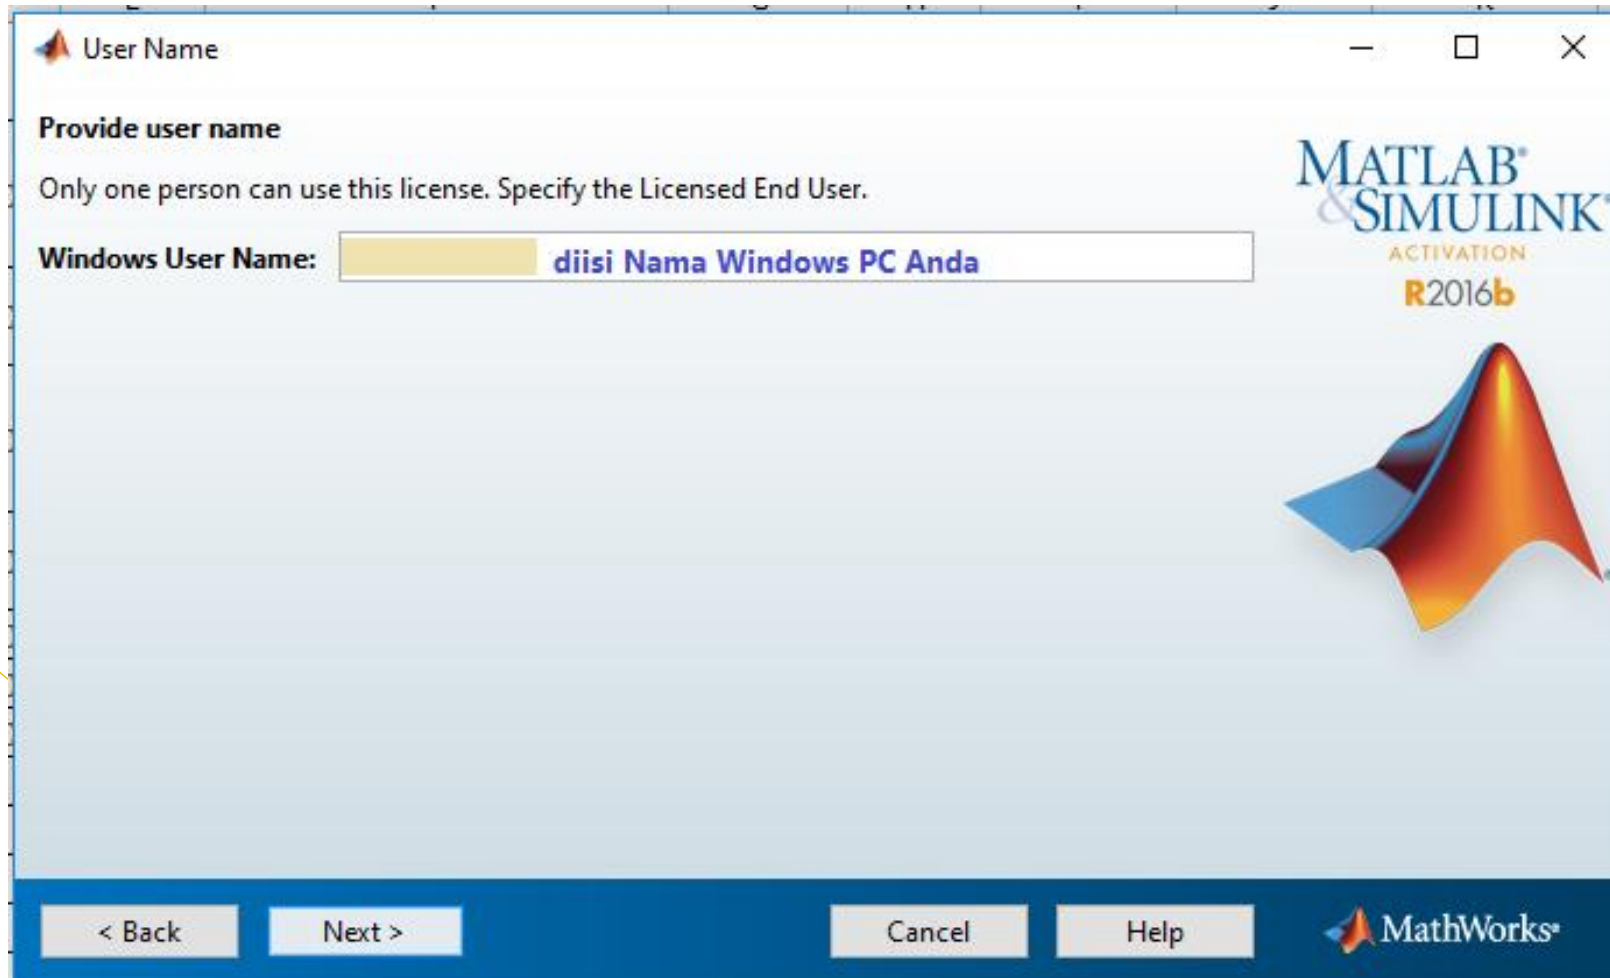 User Name
Provide user name
Only one person can use this license. Specify the Licensed End User.
Windows User Name:
diisi Nama Windows PC Anda
MATLAB®
&SIMULINK®
ACTIVATION
R2016b
< Back
Next >
Cancel
Help
MathWorks®